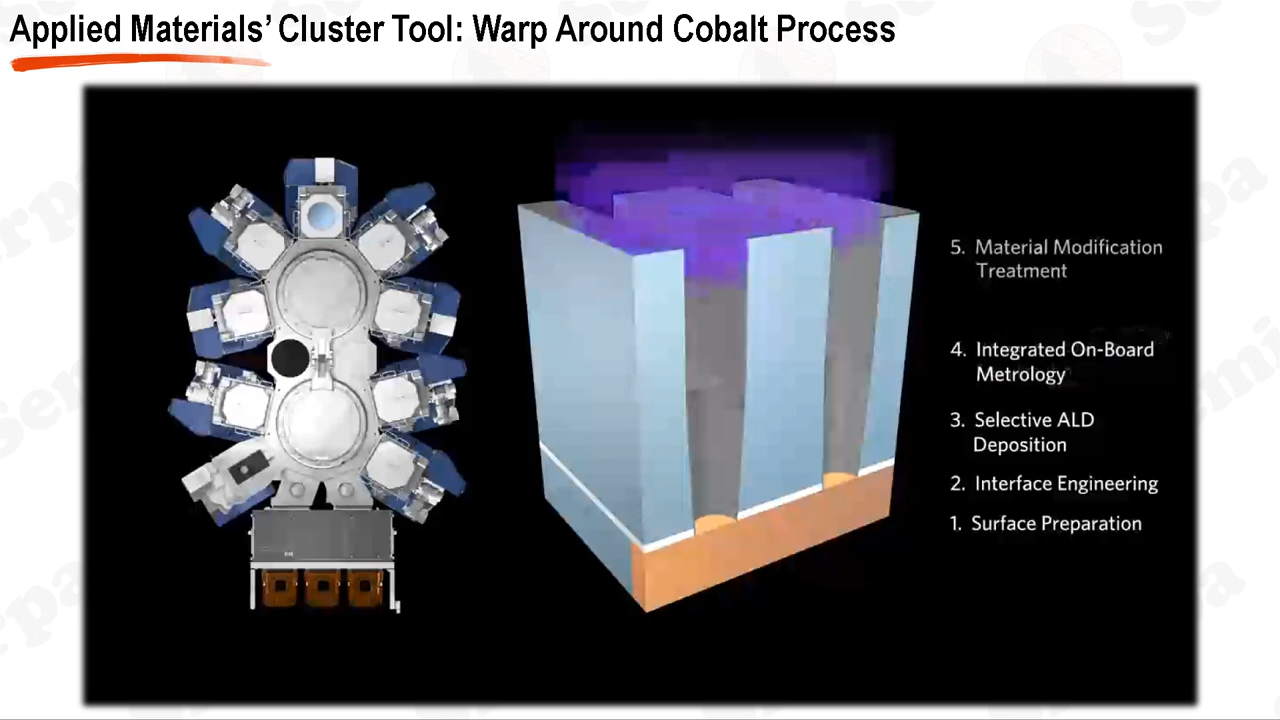 Applied Materials' Cluster Tool: Warp Around Cobalt Process
5. Material Modification
Treatment
4. Integrated On-Board
Metrology
3. Selective ALD
Deposition
2. Interface Engineering
1. Surface Preparation